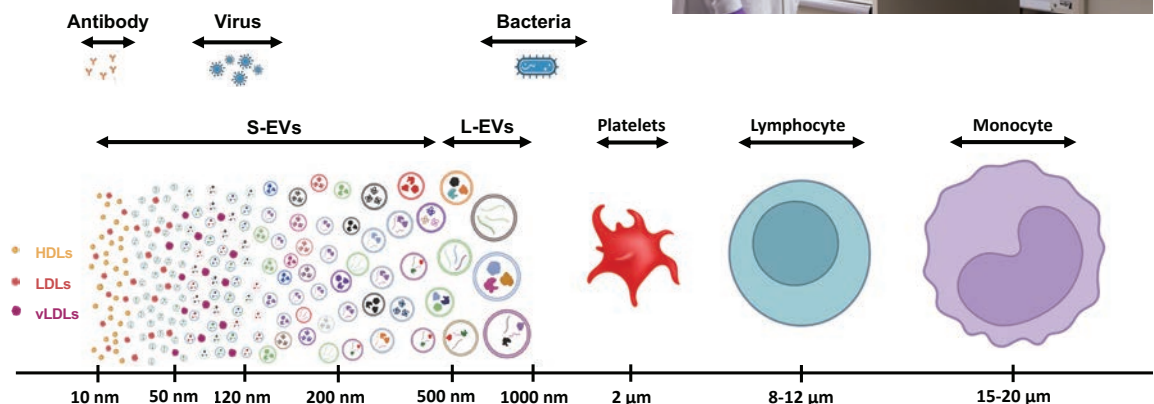 Antibody
Virus
Bacteria
S-EVs
L-EVs
Platelets
Lymphocyte
Monocyte
HDLs
LDLs
vLDLs
10 nm
50 nm
120 nm
200 nm
500 nm
1000 nm
2 µm
8-12 µm
15-20 µm